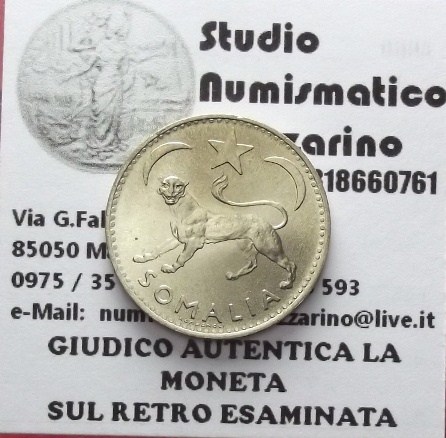 Studio
Numismatico
zarino
18660761
Via G.Fal
85050 M
0975 / 35 593
e-Mail: num zarino@live.it
SOMALIA
GIUDICO AUTENTICA LA
MONETA
SUL RETRO ESAMINATA